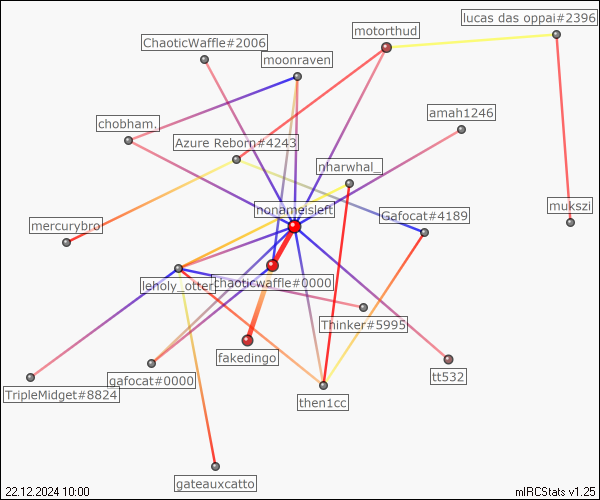 lucas das oppai#2396
motorthud
ChaoticWaffle#2006
moonraven
amah1246
chobham.
Azure Reborn#4243
nharwhal_
nonameisleft
mukszi
Gafocat#4189
mercurybro
leholy_otter
chaoticwaffle#0000
Thinker#5995
fakedingo
tt532
gafocat#0000
TripleMidget#8824
then1cc
gateauxcatto
22.12.2024 10:00
mIRCStats v1.25